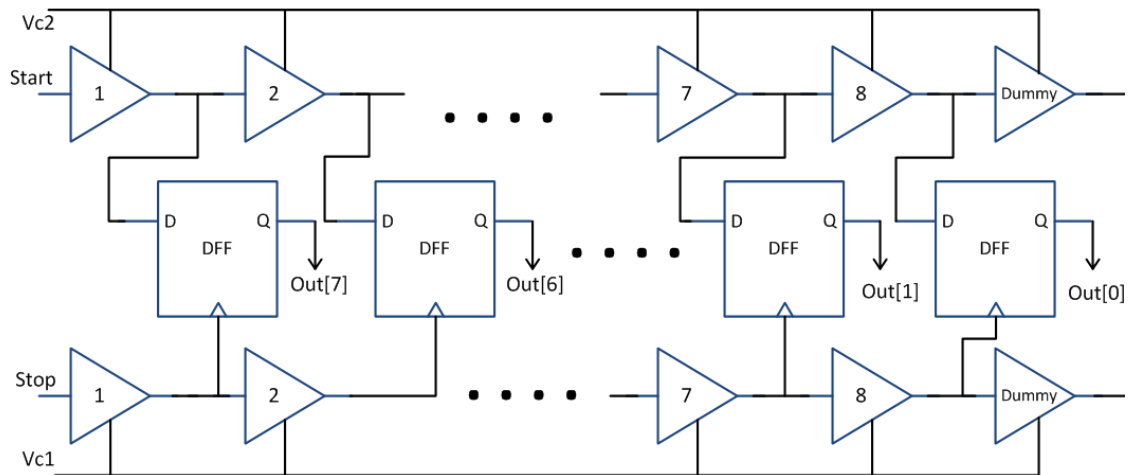 Vc2
Start
1
2
7
8
Dummy
D
Q
DFF
Out[7]
D
Q
DFF
Out[6]
D
Q
DFF
Out[1]
D
Q
DFF
Out[0]
Stop
1
2
7
8
Dummy
Vc1